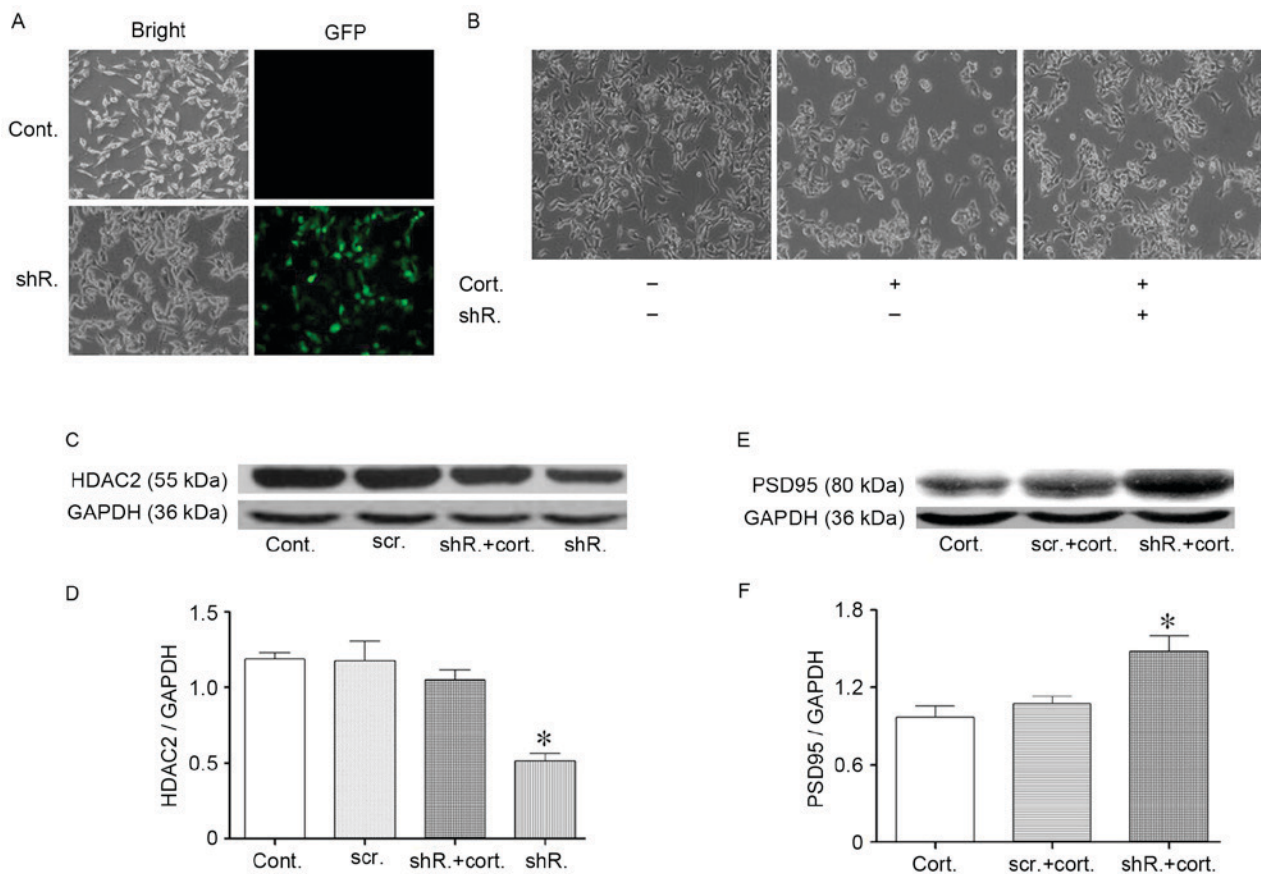 A
Bright
GFP
Cont.
shR.
B
Cort. – + +
shR. – – +
C
HDAC2 (55 kDa)
GAPDH (36 kDa)
Cont. scr. shR.+cort. shR.
D
HDAC2 / GAPDH
1.5
1.0
0.5
0
*
Cont. scr. shR.+cort. shR.
E
PSD95 (80 kDa)
GAPDH (36 kDa)
Cort. scr.+cort. shR.+cort.
F
PSD95 / GAPDH
1.8
1.2
0.6
0
*
Cort. scr.+cort. shR.+cort.